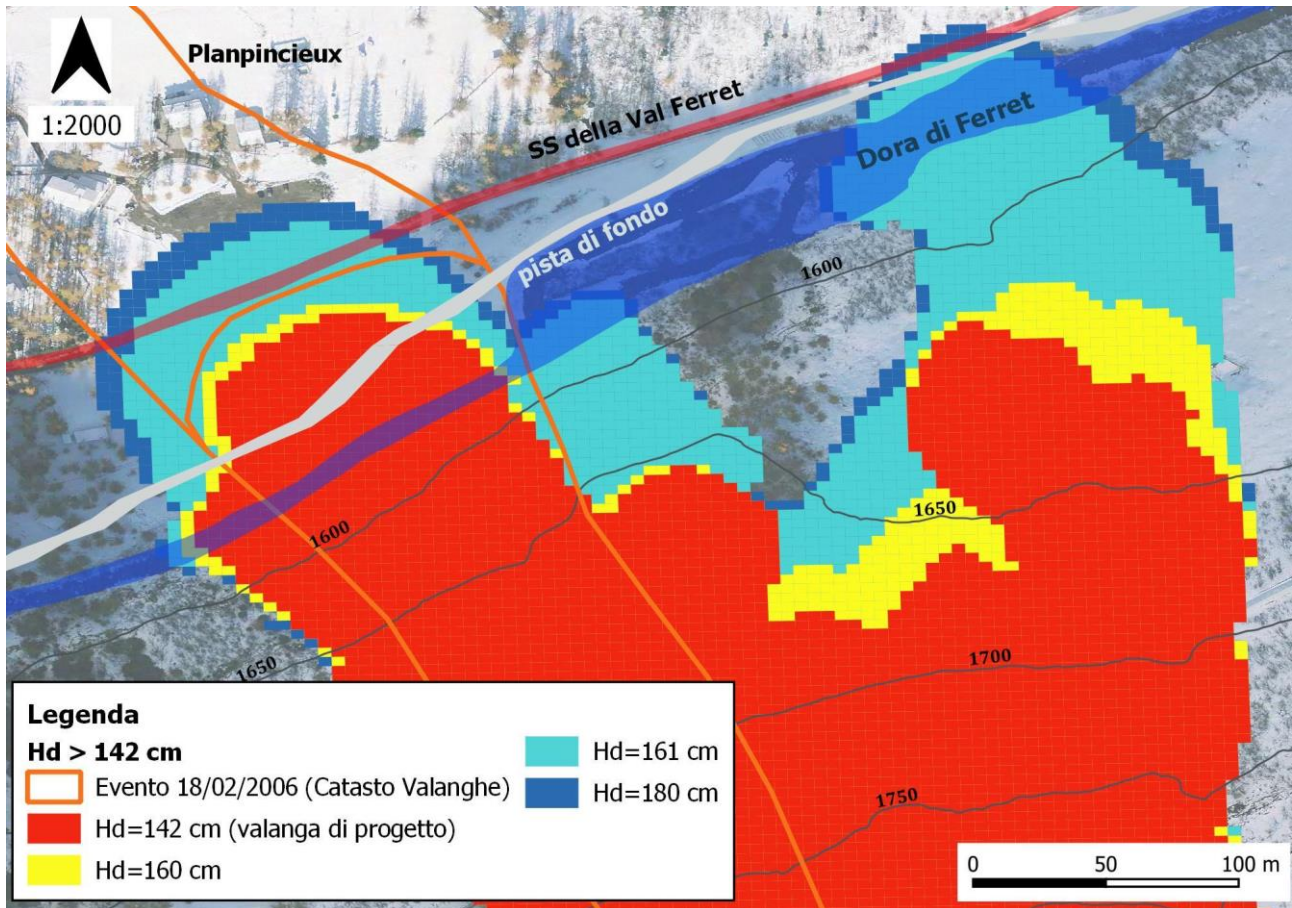 Planpincieux
1:2000
SS della Val Ferret
Dora di Ferret
pista di fondo
1600
1600
1650
1650
1700
1750
Legenda
Hd > 142 cm
Evento 18/02/2006 (Catasto Valanghe)
Hd=142 cm (valanga di progetto)
Hd=160 cm
Hd=161 cm
Hd=180 cm
0 50 100 m